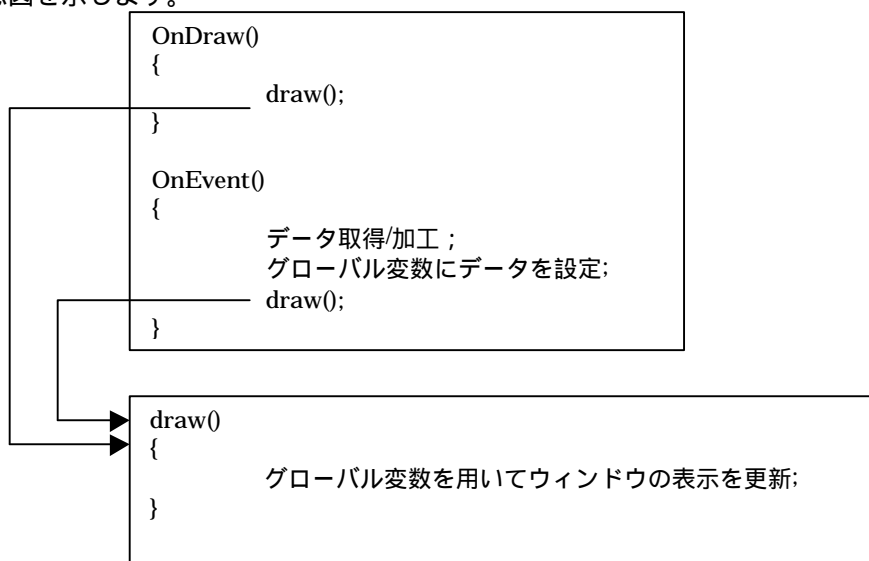 OnDraw()
{
draw();
}
OnEvent()
{
データ取得/加工；
グローバル変数にデータを設定;
draw();
}
draw()
{
グローバル変数を用いてウィンドウの表示を更新;
}